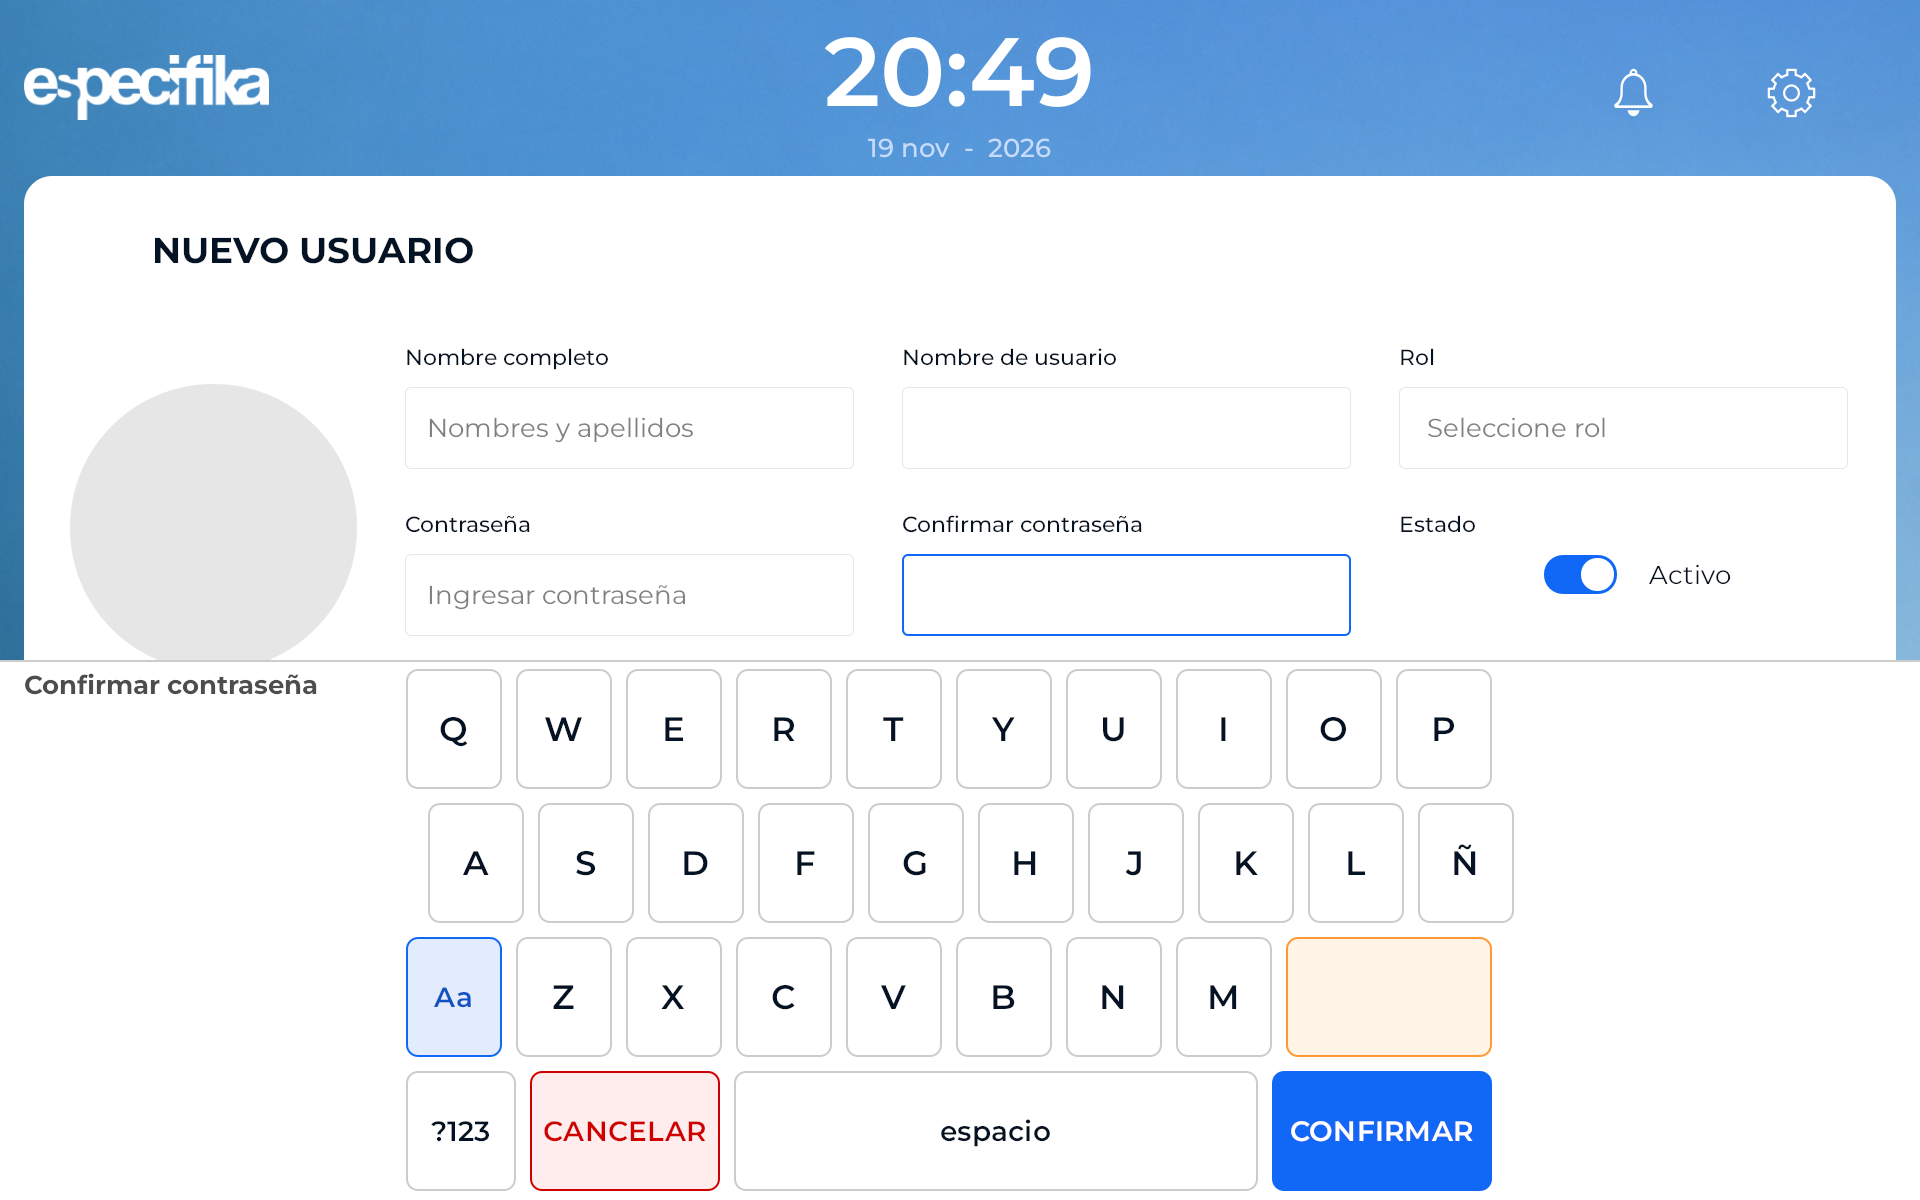 especifika
20:49
19 nov - 2026
NUEVO USUARIO
Nombre completo
Nombre de usuario
Rol
Nombres y apellidos
Seleccione rol
Contraseña
Confirmar contraseña
Estado
Ingresar contraseña
Activo
Confirmar contraseña
Q W E R T Y U I O P
A S D F G H J K L Ñ
Aa Z X C V B N M
?123 CANCELAR espacio CONFIRMAR